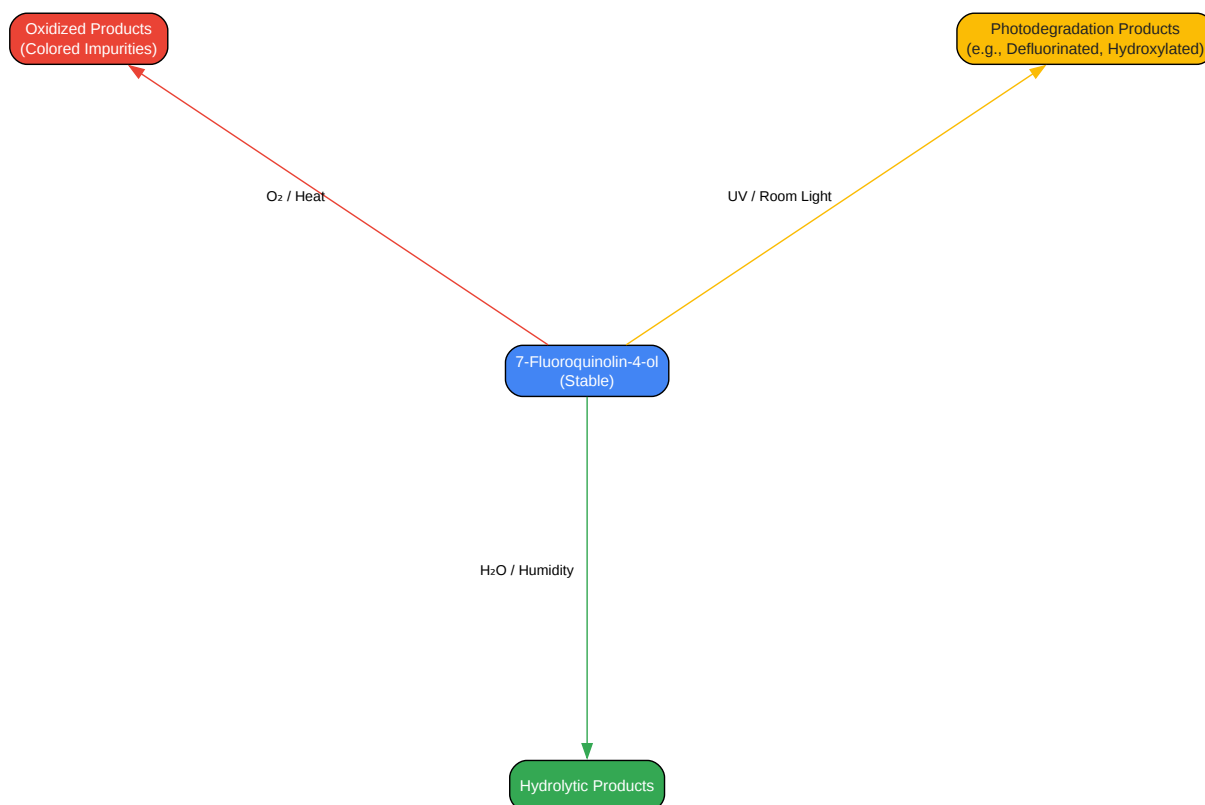 Oxidized Products
(Colored Impurities)
Photodegradation Products
(e.g., Defluorinated, Hydroxylated)
O₂ / Heat
UV / Room Light
7-Fluoroquinolin-4-ol
(Stable)
H₂O / Humidity
Hydrolytic Products